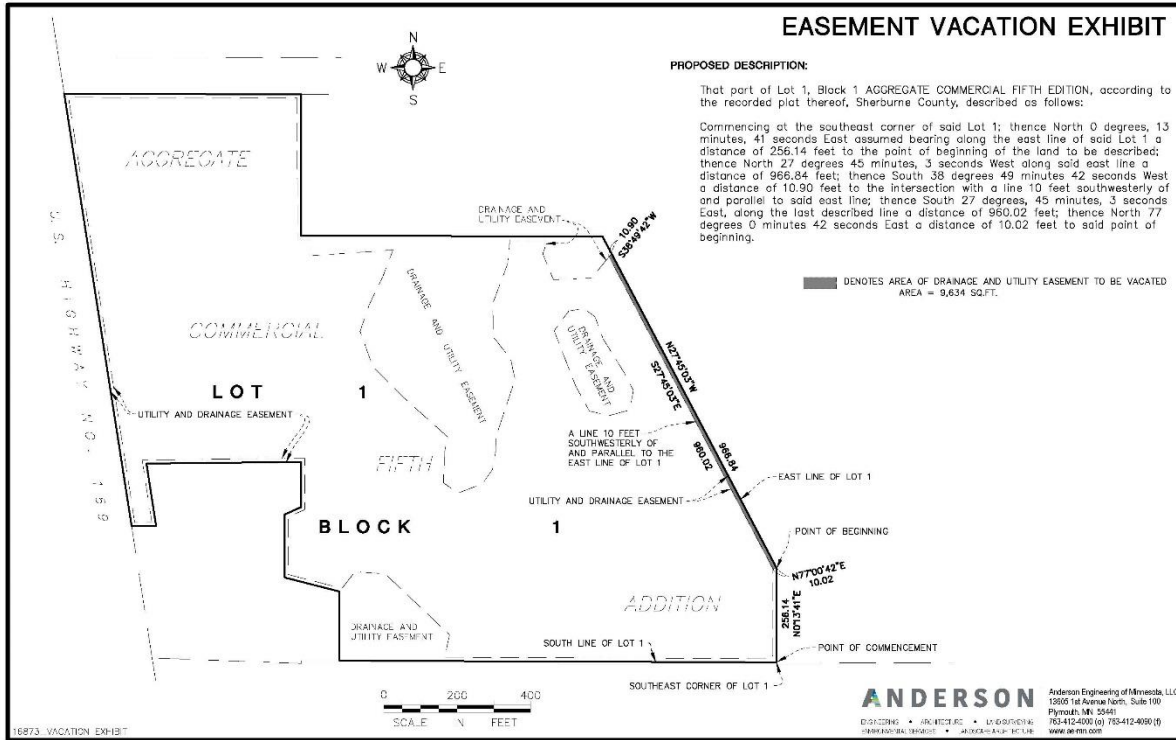 EASEMENT VACATION EXHIBIT
PROPOSED DESCRIPTION:
That part of Lot 1, Block 1 AGGREGATE COMMERCIAL FIFTH EDITION, according to
the recorded plat thereof, Sherburne County, described as follows:
Commencing at the southeast corner of said Lot 1; thence North 0 degrees, 13
minutes, 41 seconds East assumed bearing along the east line of said Lot 1 a
distance of 256.14 feet to the point of beginning of the land to be described;
thence North 27 degrees 45 minutes, 3 seconds West along said east line a
distance of 966.84 feet; thence South 38 degrees 49 minutes 42 seconds West
a distance of 10.90 feet to the intersection with a line 10 feet southwesterly of
and parallel to said east line; thence South 27 degrees, 45 minutes, 3 seconds
East, along the last described line a distance of 960.02 feet; thence North 77
degrees 0 minutes 42 seconds East a distance of 10.02 feet to said point of
beginning.
DENOTES AREA OF DRAINAGE AND UTILITY EASEMENT TO BE VACATED
AREA = 9,634 SQ.FT.
N
W E
S
AGGREGATE
DRAINAGE AND
UTILITY EASEMENT
10.90
S38°49'42"W
HIGHWAY NO. 169
COMMERCIAL
DRAINAGE AND UTILITY EASEMENT
DRAINAGE AND
UTILITY EASEMENT
N27°45'03"W
S27°45'03"E
LOT 1
UTILITY AND DRAINAGE EASEMENT
A LINE 10 FEET
SOUTHWESTERLY OF
AND PARALLEL TO THE
EAST LINE OF LOT 1
960.02
966.84
FIFTH
EAST LINE OF LOT 1
UTILITY AND DRAINAGE EASEMENT
BLOCK 1
POINT OF BEGINNING
N77°00'42"E
10.02
ADDITION
256.14
N0°13'41"E
DRAINAGE AND
UTILITY EASEMENT
SOUTH LINE OF LOT 1
POINT OF COMMENCEMENT
SOUTHEAST CORNER OF LOT 1
0 200 400
SCALE N FEET
ANDERSON
ENGINEERING • ARCHITECTURE • LAND SURVEYING
ENVIRONMENTAL SERVICES • LANDSCAPE ARCHITECTURE
Anderson Engineering of Minnesota, LLC
13605 1st Avenue North, Suite 100
Plymouth, MN 55441
763-412-4000 (o) 763-412-4090 (f)
www.ae-mn.com
16873 VACATION EXHIBIT